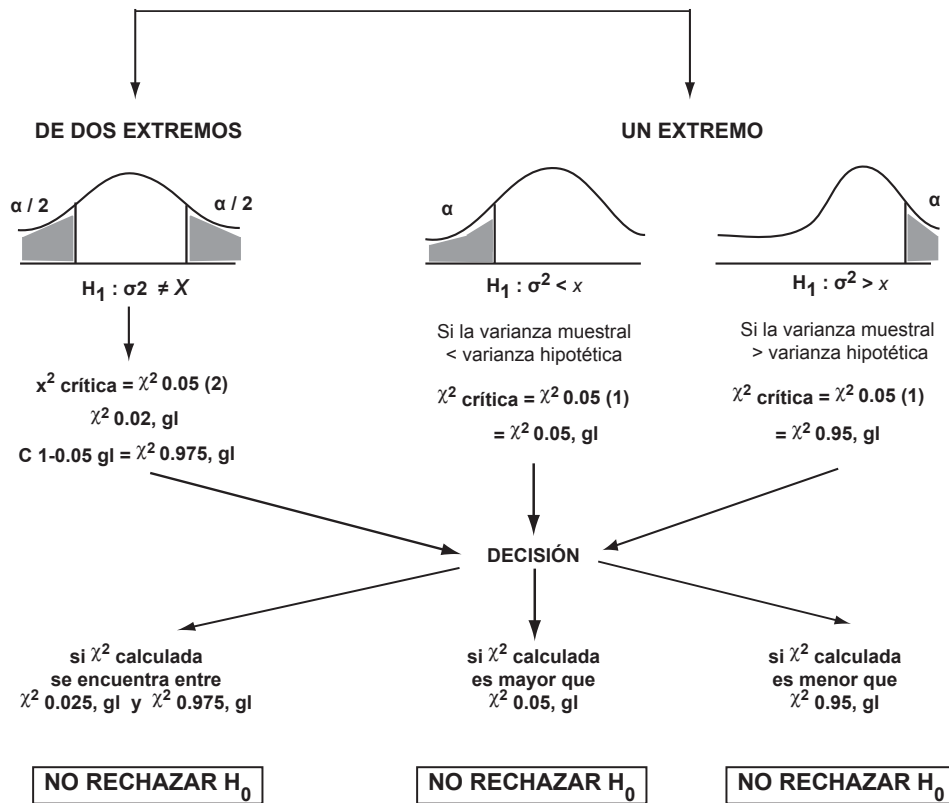 DE DOS EXTREMOS
α / 2
α / 2
H₁ : σ2 ≠ X
x² crítica = χ² 0.05 (2)
χ² 0.02, gl
C 1-0.05 gl = χ² 0.975, gl
UN EXTREMO
α
H₁ : σ² < x
Si la varianza muestral
< varianza hipotética
χ² crítica = χ² 0.05 (1)
= χ² 0.05, gl
α
H₁ : σ² > x
Si la varianza muestral
> varianza hipotética
χ² crítica = χ² 0.05 (1)
= χ² 0.95, gl
DECISIÓN
si χ² calculada
se encuentra entre
χ² 0.025, gl y χ² 0.975, gl
NO RECHAZAR H₀
si χ² calculada
es mayor que
χ² 0.05, gl
NO RECHAZAR H₀
si χ² calculada
es menor que
χ² 0.95, gl
NO RECHAZAR H₀